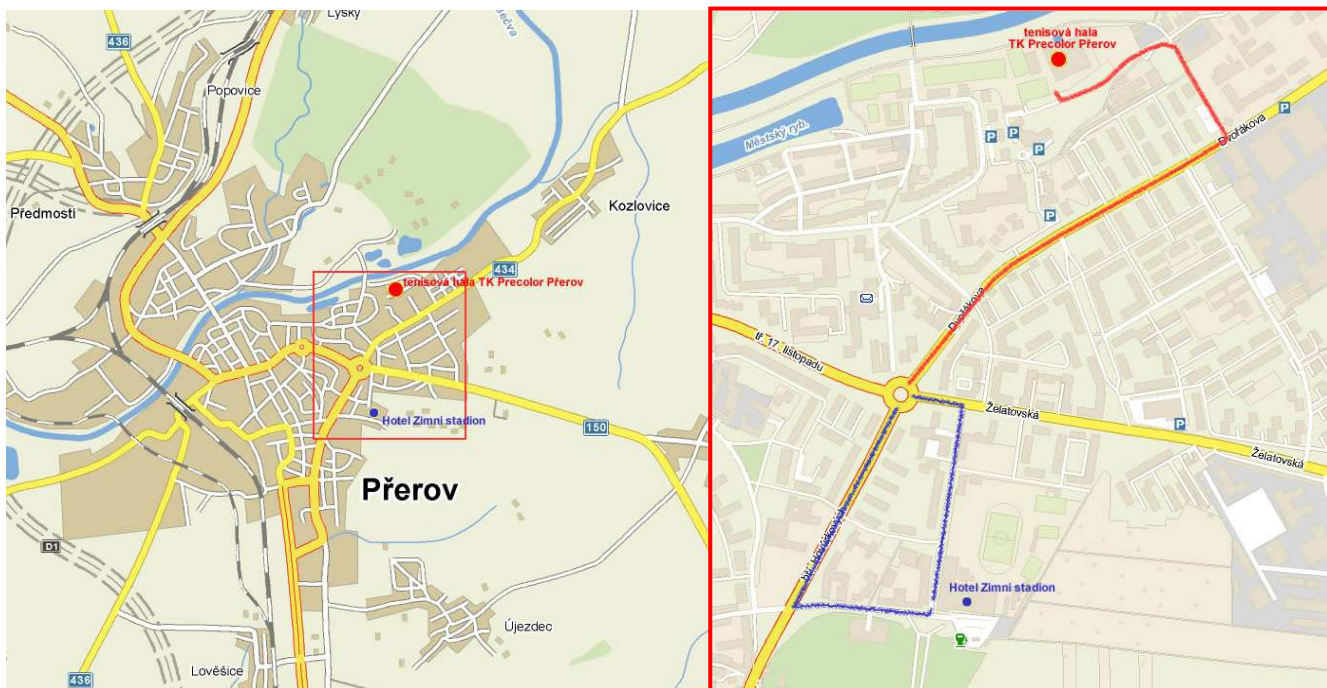 Lýsky
436
Bečva
Popovice
Předmostí
Kozlovice
434
tenisová hala TK Precolor Přerov
Hotel Zimní stadion
150
Přerov
D1
Újezdec
Lověšice
436
tenisová hala
TK Precolor Přerov
Městský ryb.
P
P
P
P
P
Dvořákova
Dvořákova
tř. 17. listopadu
Želatovská
P
Želatovská
Hotel Zimní stadion